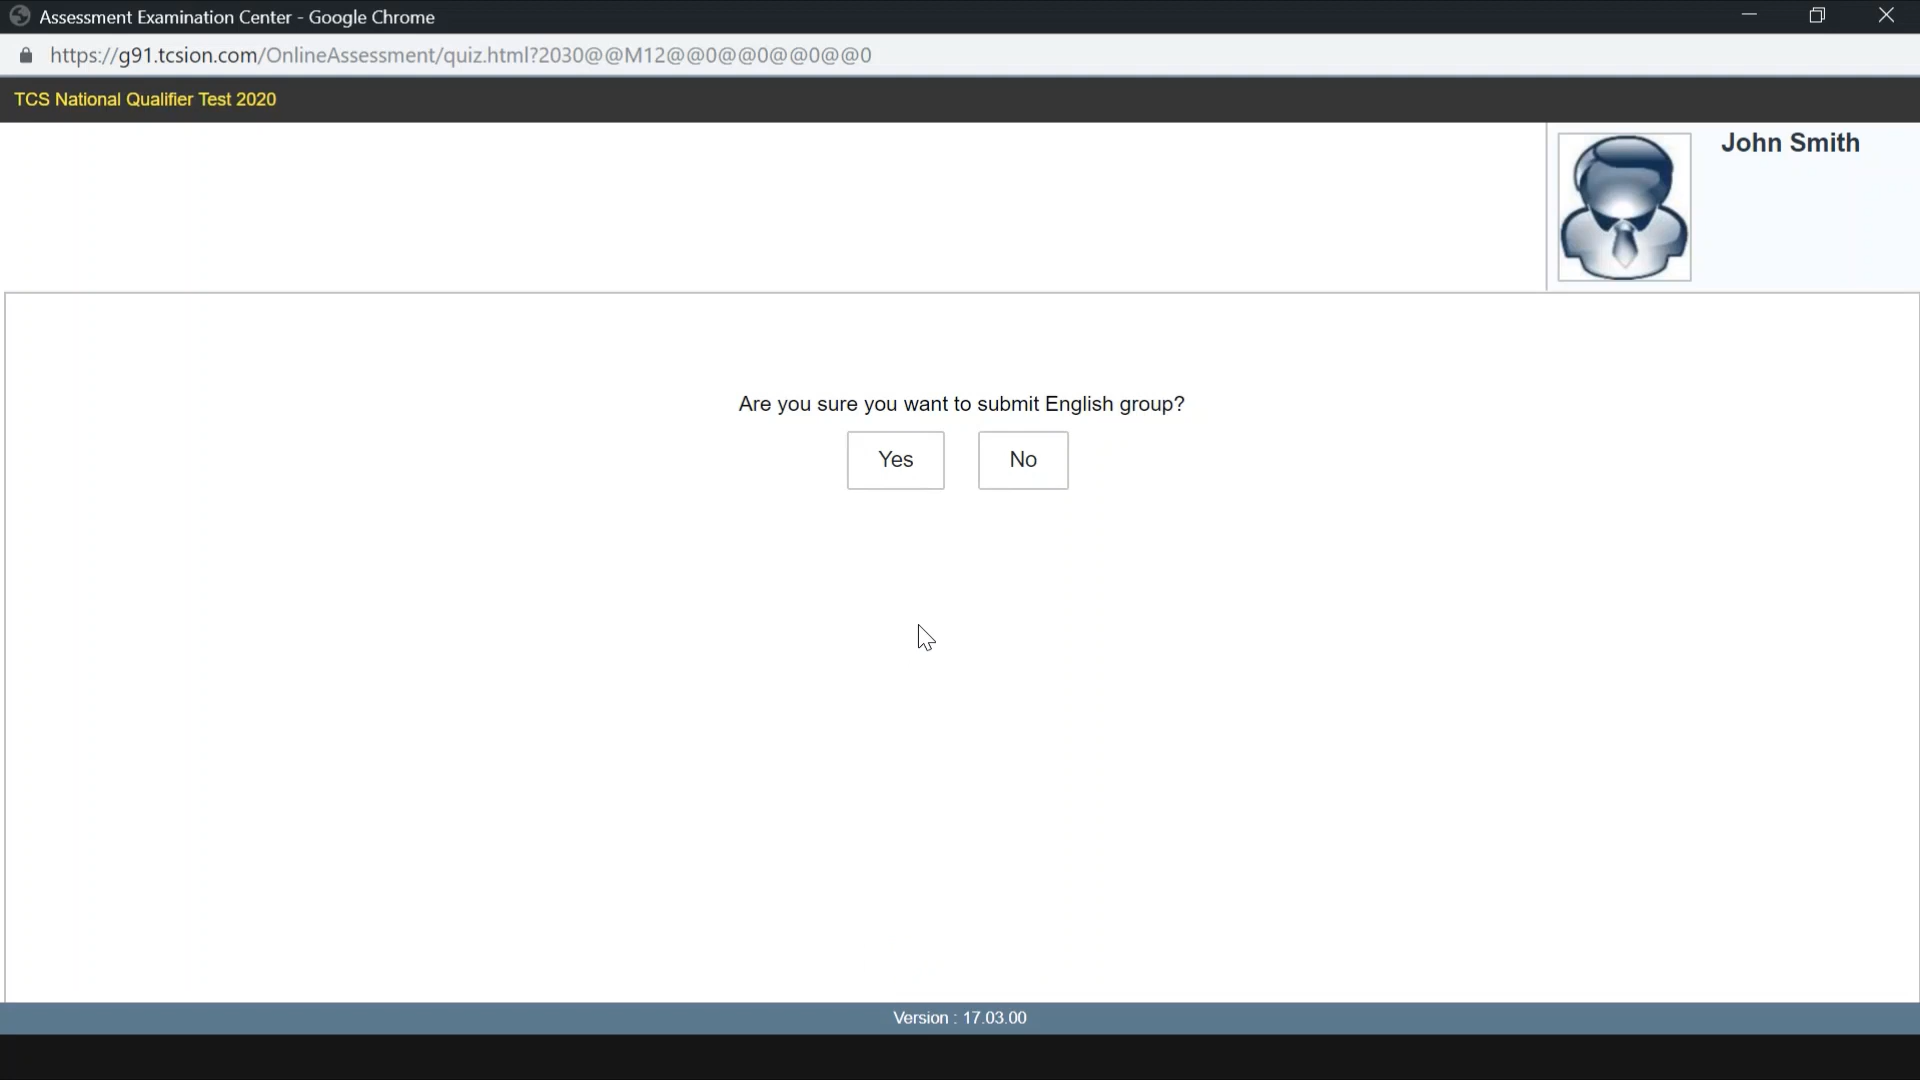 Assessment Examination Center - Google Chrome
https://g91.tcsion.com/OnlineAssessment/quiz.html?2030@@M12@@0@@0@@0@@0
TCS National Qualifier Test 2020
John Smith
Are you sure you want to submit English group?
Yes No
Version : 17.03.00